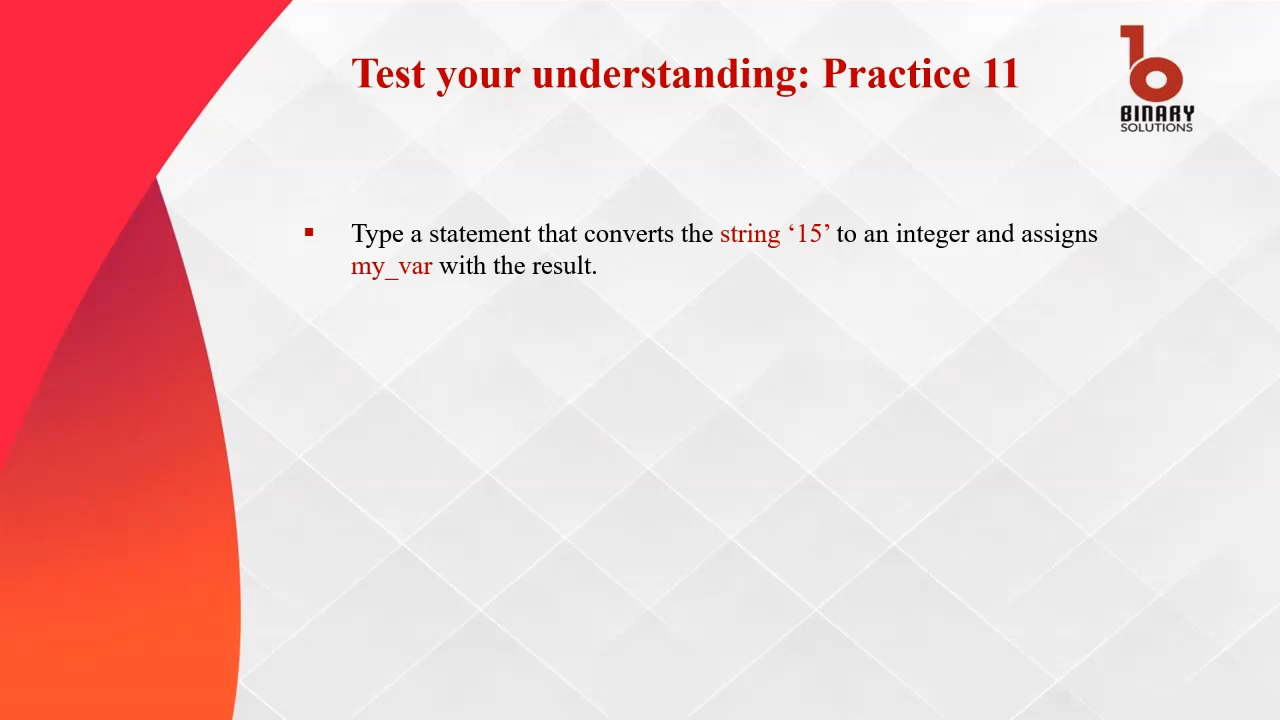 Test your understanding: Practice 11
BINARY
SOLUTIONS
▪ Type a statement that converts the string ‘15’ to an integer and assigns
my_var with the result.